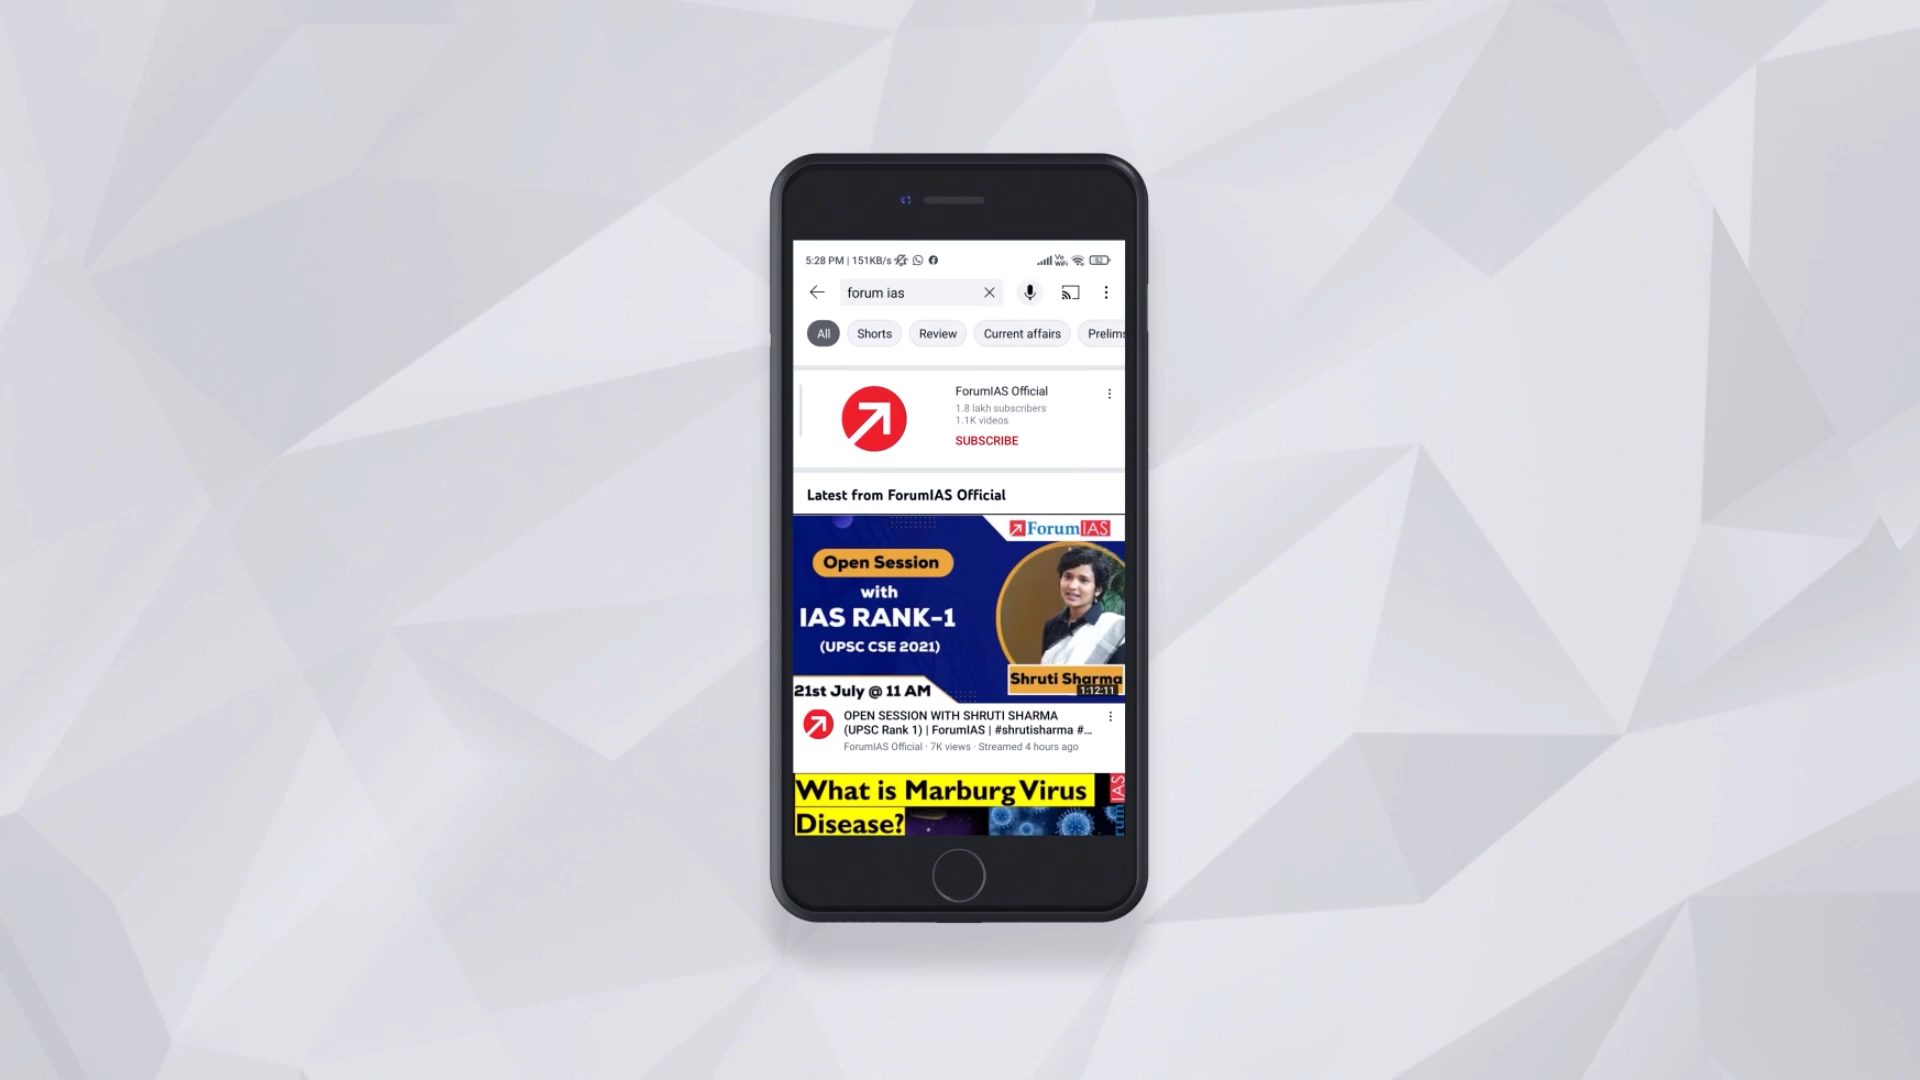 5:28 PM | 151KB/s
Vo
WiFi
52
forum ias
All
Shorts
Review
Current affairs
Prelims
ForumIAS Official
1.8 lakh subscribers
1.1K videos
SUBSCRIBE
Latest from ForumIAS Official
ForumIAS
Open Session
with
IAS RANK-1
(UPSC CSE 2021)
Shruti Sharma
21st July @ 11 AM
1:12:11
OPEN SESSION WITH SHRUTI SHARMA
(UPSC Rank 1) | ForumIAS | #shrutisharma #...
ForumIAS Official · 7K views · Streamed 4 hours ago
What is Marburg Virus
Disease?
IAS